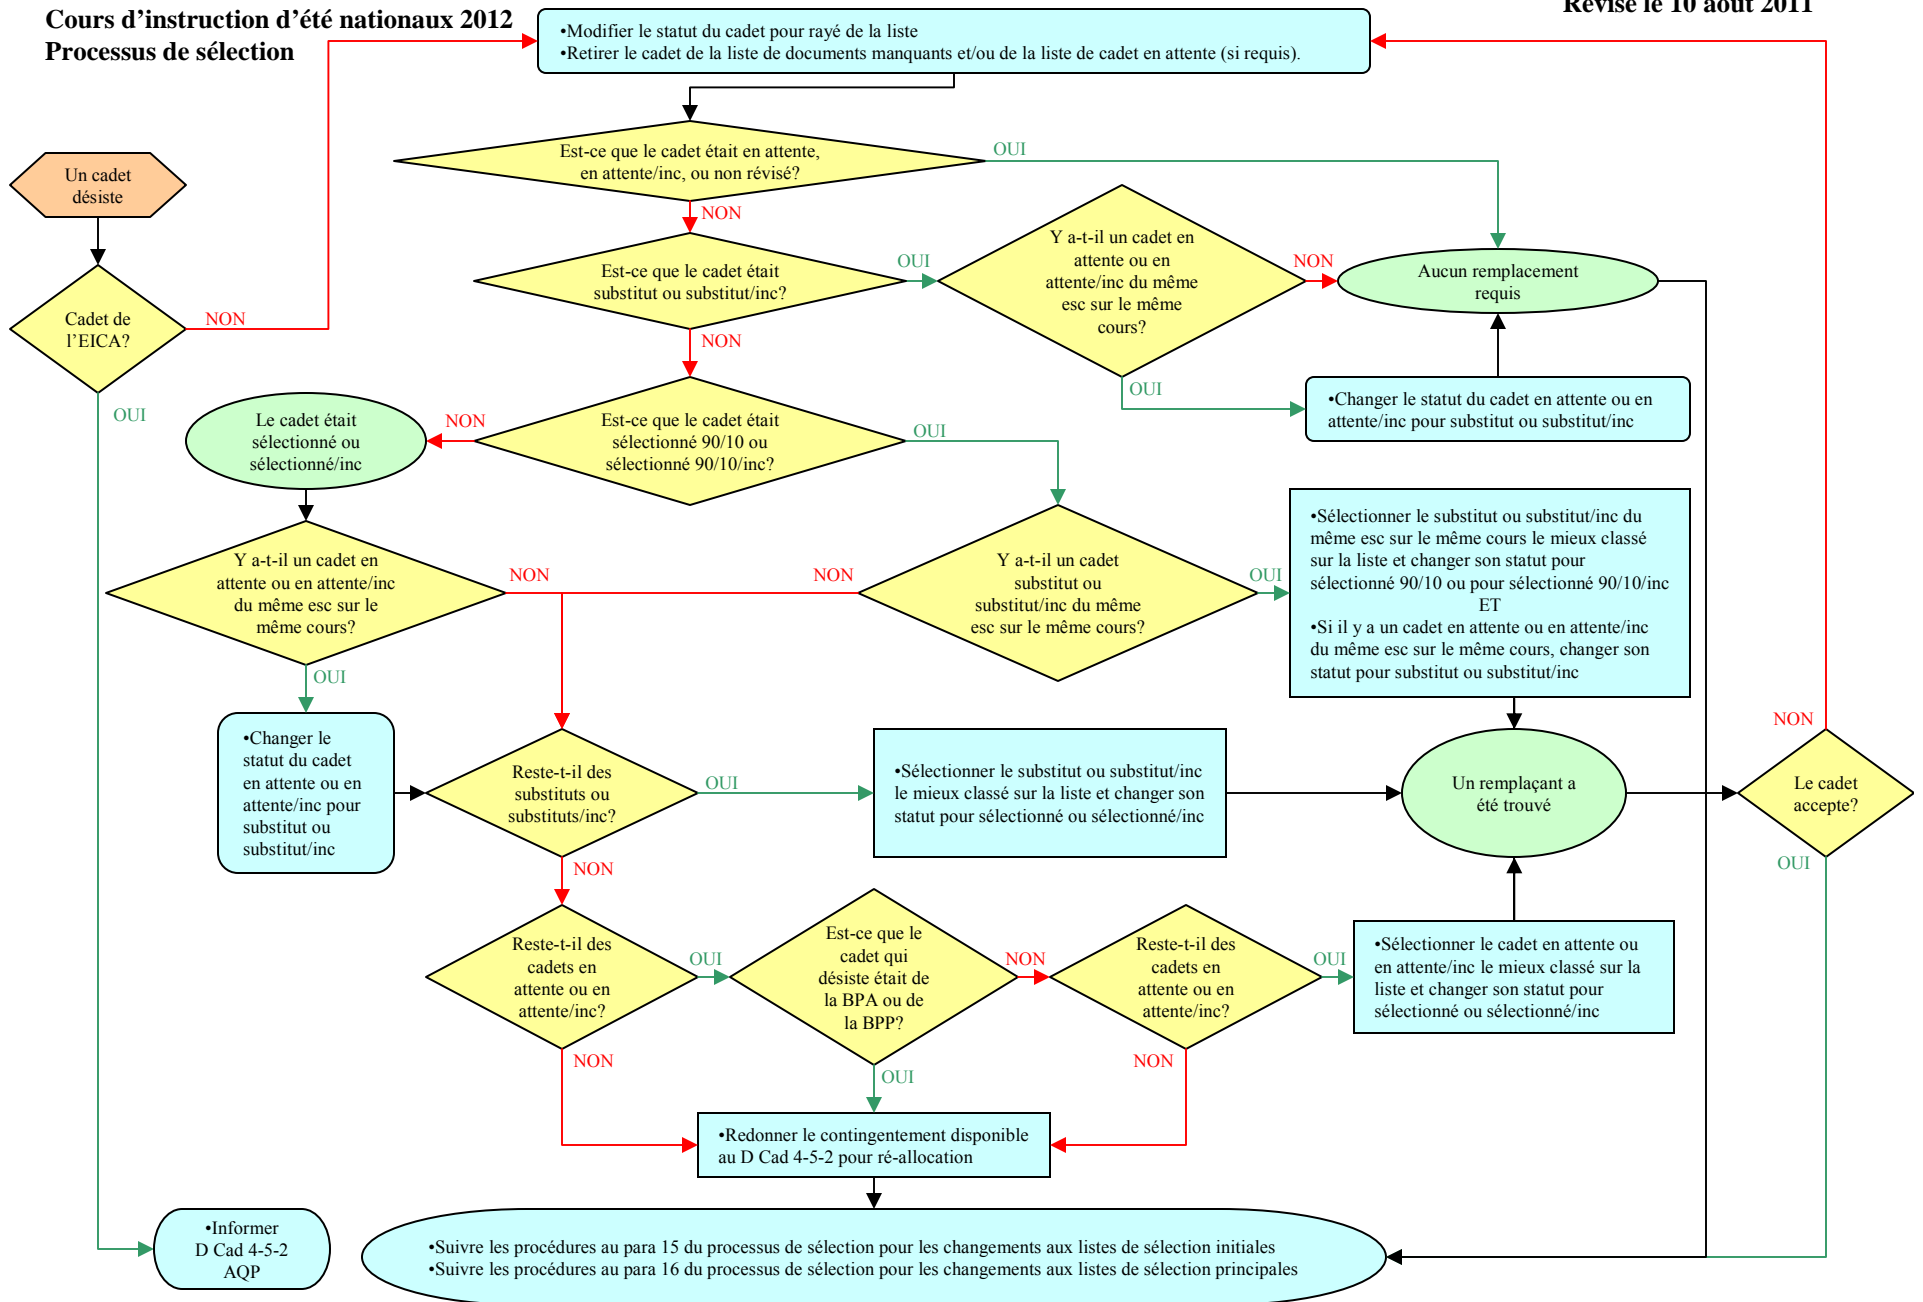 Cours d'instruction d'été nationaux 2012
Processus de sélection
Révisé le 10 août 2011
•Modifier le statut du cadet pour rayé de la liste
•Retirer le cadet de la liste de documents manquants et/ou de la liste de cadet en attente (si requis).
Un cadet
désiste
Est-ce que le cadet était en attente,
en attente/inc, ou non révisé?
OUI
NON
Cadet de
l'EICA?
NON
OUI
Est-ce que le cadet était
substitut ou substitut/inc?
OUI
NON
Y a-t-il un cadet en
attente ou en
attente/inc du même
esc sur le même
cours?
NON
OUI
Aucun remplacement
requis
•Changer le statut du cadet en attente ou en
attente/inc pour substitut ou substitut/inc
Le cadet était
sélectionné ou
sélectionné/inc
NON
Est-ce que le cadet était
sélectionné 90/10 ou
sélectionné 90/10/inc?
OUI
Y a-t-il un cadet en
attente ou en attente/inc
du même esc sur le
même cours?
NON
OUI
NON
Y a-t-il un cadet
substitut ou
substitut/inc du même
esc sur le même cours?
OUI
•Sélectionner le substitut ou substitut/inc du
même esc sur le même cours le mieux classé
sur la liste et changer son statut pour
sélectionné 90/10 ou pour sélectionné 90/10/inc
ET
•Si il y a un cadet en attente ou en attente/inc
du même esc sur le même cours, changer son
statut pour substitut ou substitut/inc
•Changer le
statut du cadet
en attente ou en
attente/inc pour
substitut ou
substitut/inc
Reste-t-il des
substituts ou
substituts/inc?
OUI
NON
•Sélectionner le substitut ou substitut/inc
le mieux classé sur la liste et changer son
statut pour sélectionné ou sélectionné/inc
Un remplaçant a
été trouvé
NON
Le cadet
accepte?
OUI
Reste-t-il des
cadets en
attente ou en
attente/inc?
OUI
NON
Est-ce que le
cadet qui
désiste était de
la BPA ou de
la BPP?
NON
OUI
Reste-t-il des
cadets en
attente ou en
attente/inc?
OUI
NON
•Sélectionner le cadet en attente ou
en attente/inc le mieux classé sur la
liste et changer son statut pour
sélectionné ou sélectionné/inc
•Redonner le contingentement disponible
au D Cad 4-5-2 pour ré-allocation
•Informer
D Cad 4-5-2
AQP
•Suivre les procédures au para 15 du processus de sélection pour les changements aux listes de sélection initiales
•Suivre les procédures au para 16 du processus de sélection pour les changements aux listes de sélection principales